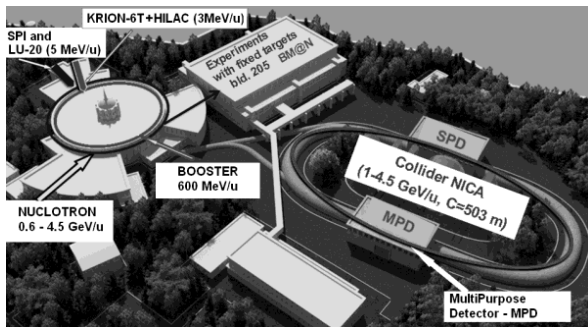 KRION-6T+HILAC (3MeV/u)
SPI and
LU-20 (5 MeV/u)
Experiments
with fixed targets
bld. 205 BM@N
BOOSTER
600 MeV/u
NUCLOTRON
0.6 - 4.5 GeV/u
SPD
Collider NICA
(1-4.5 GeV/u, C=503 m)
MPD
MultiPurpose
Detector - MPD